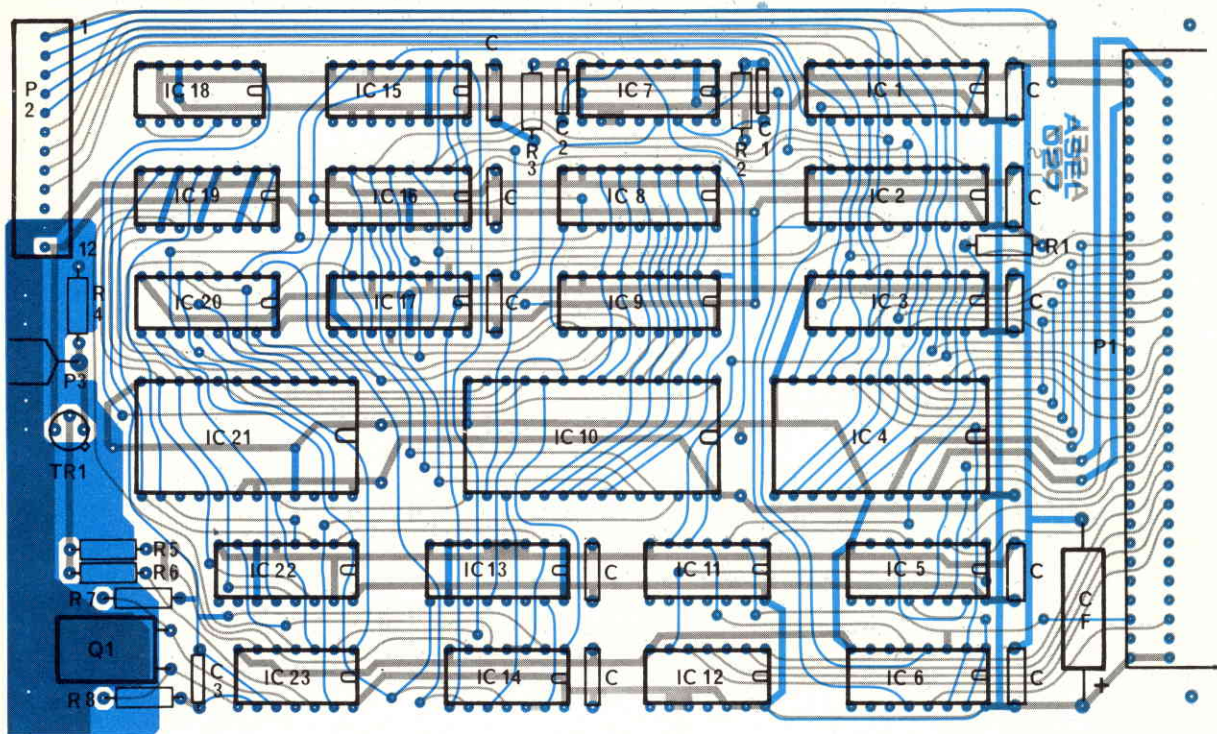 1
P
2
12
IC 18
IC 15
C
R
3
C
2
IC 7
R
2
C
1
IC 1
C
IC 19
IC 16
C
IC 8
IC 2
C
R1
R
4
IC 20
IC 17
C
IC 9
IC 3
C
P1
P3
TR1
IC 21
IC 10
IC 4
R5
R6
R7
IC 22
IC 13
C
IC 11
IC 5
C
C
F
+
Q1
R8
C
3
IC 23
IC 14
C
IC 12
IC 6
C